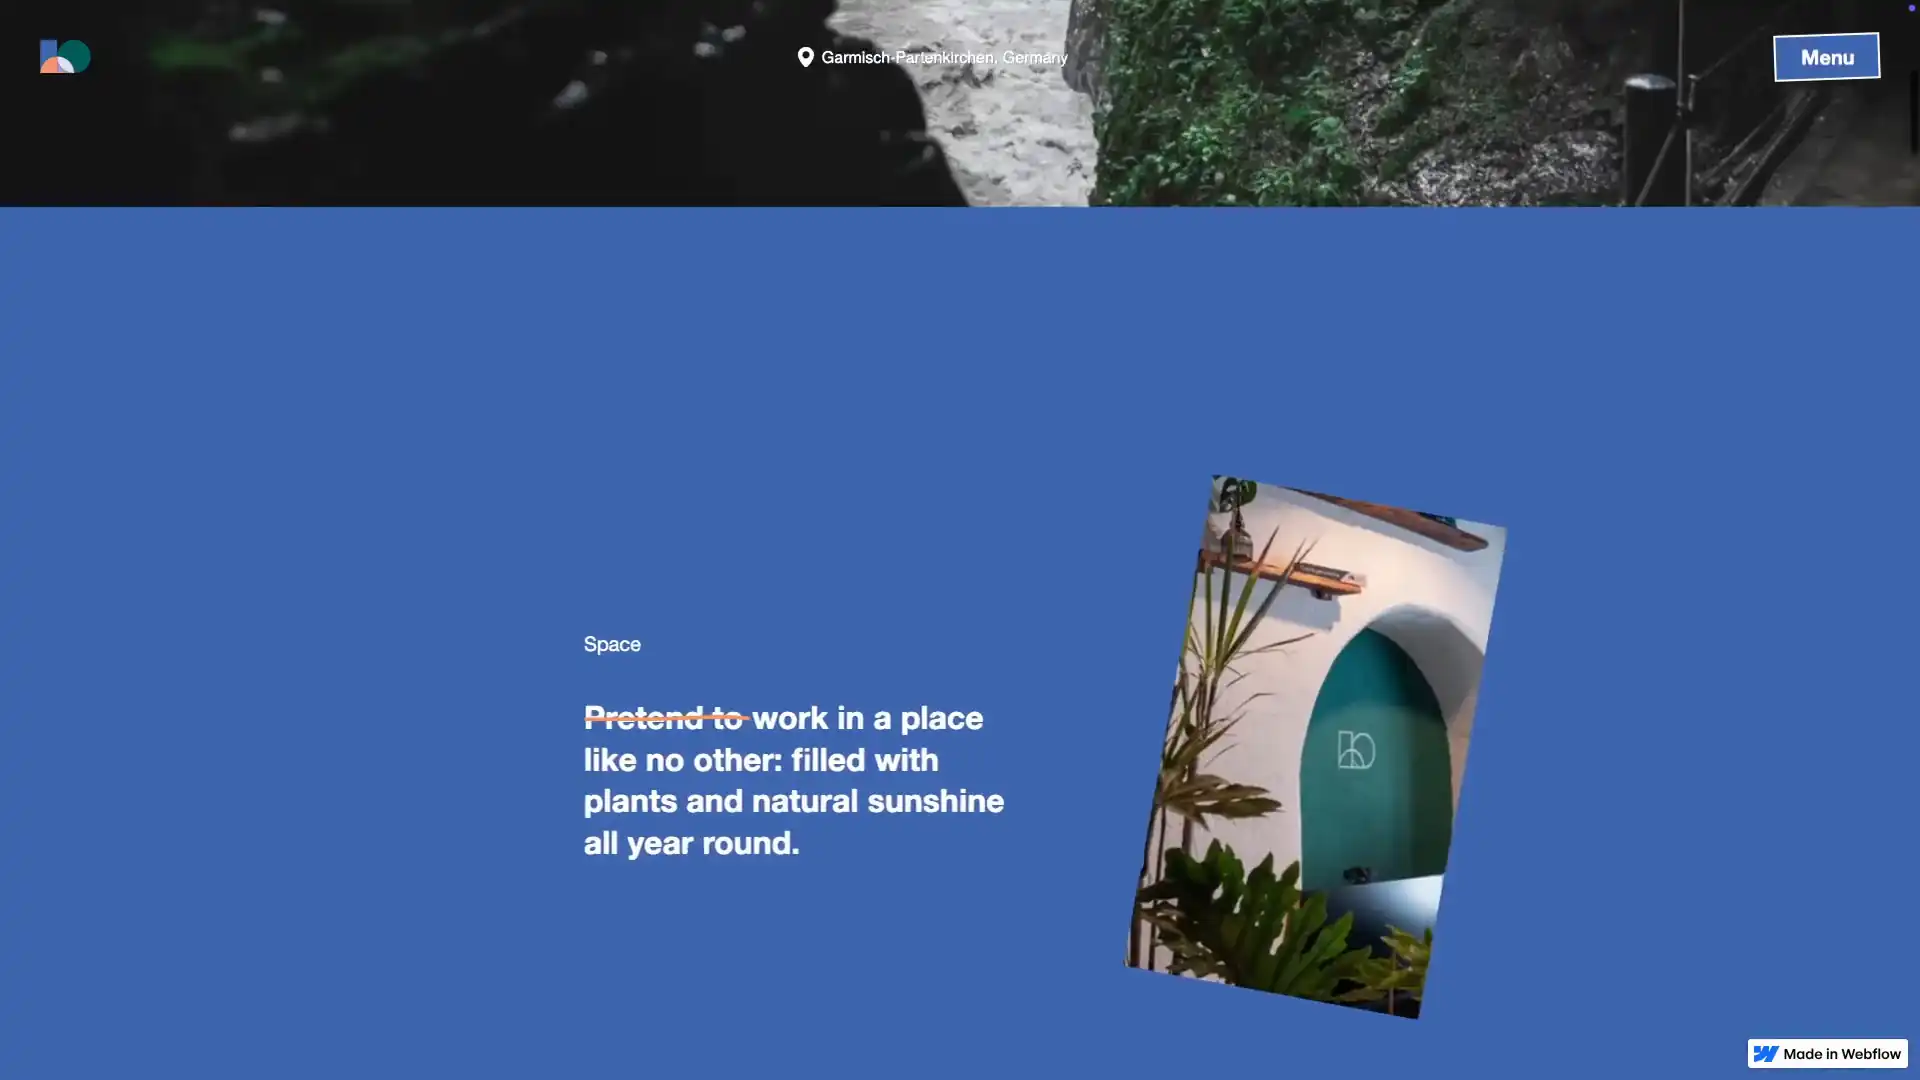 Garmisch-Partenkirchen, Germany
Menu
Space
Pretend to work in a place
like no other: filled with
plants and natural sunshine
all year round.
Made in Webflow